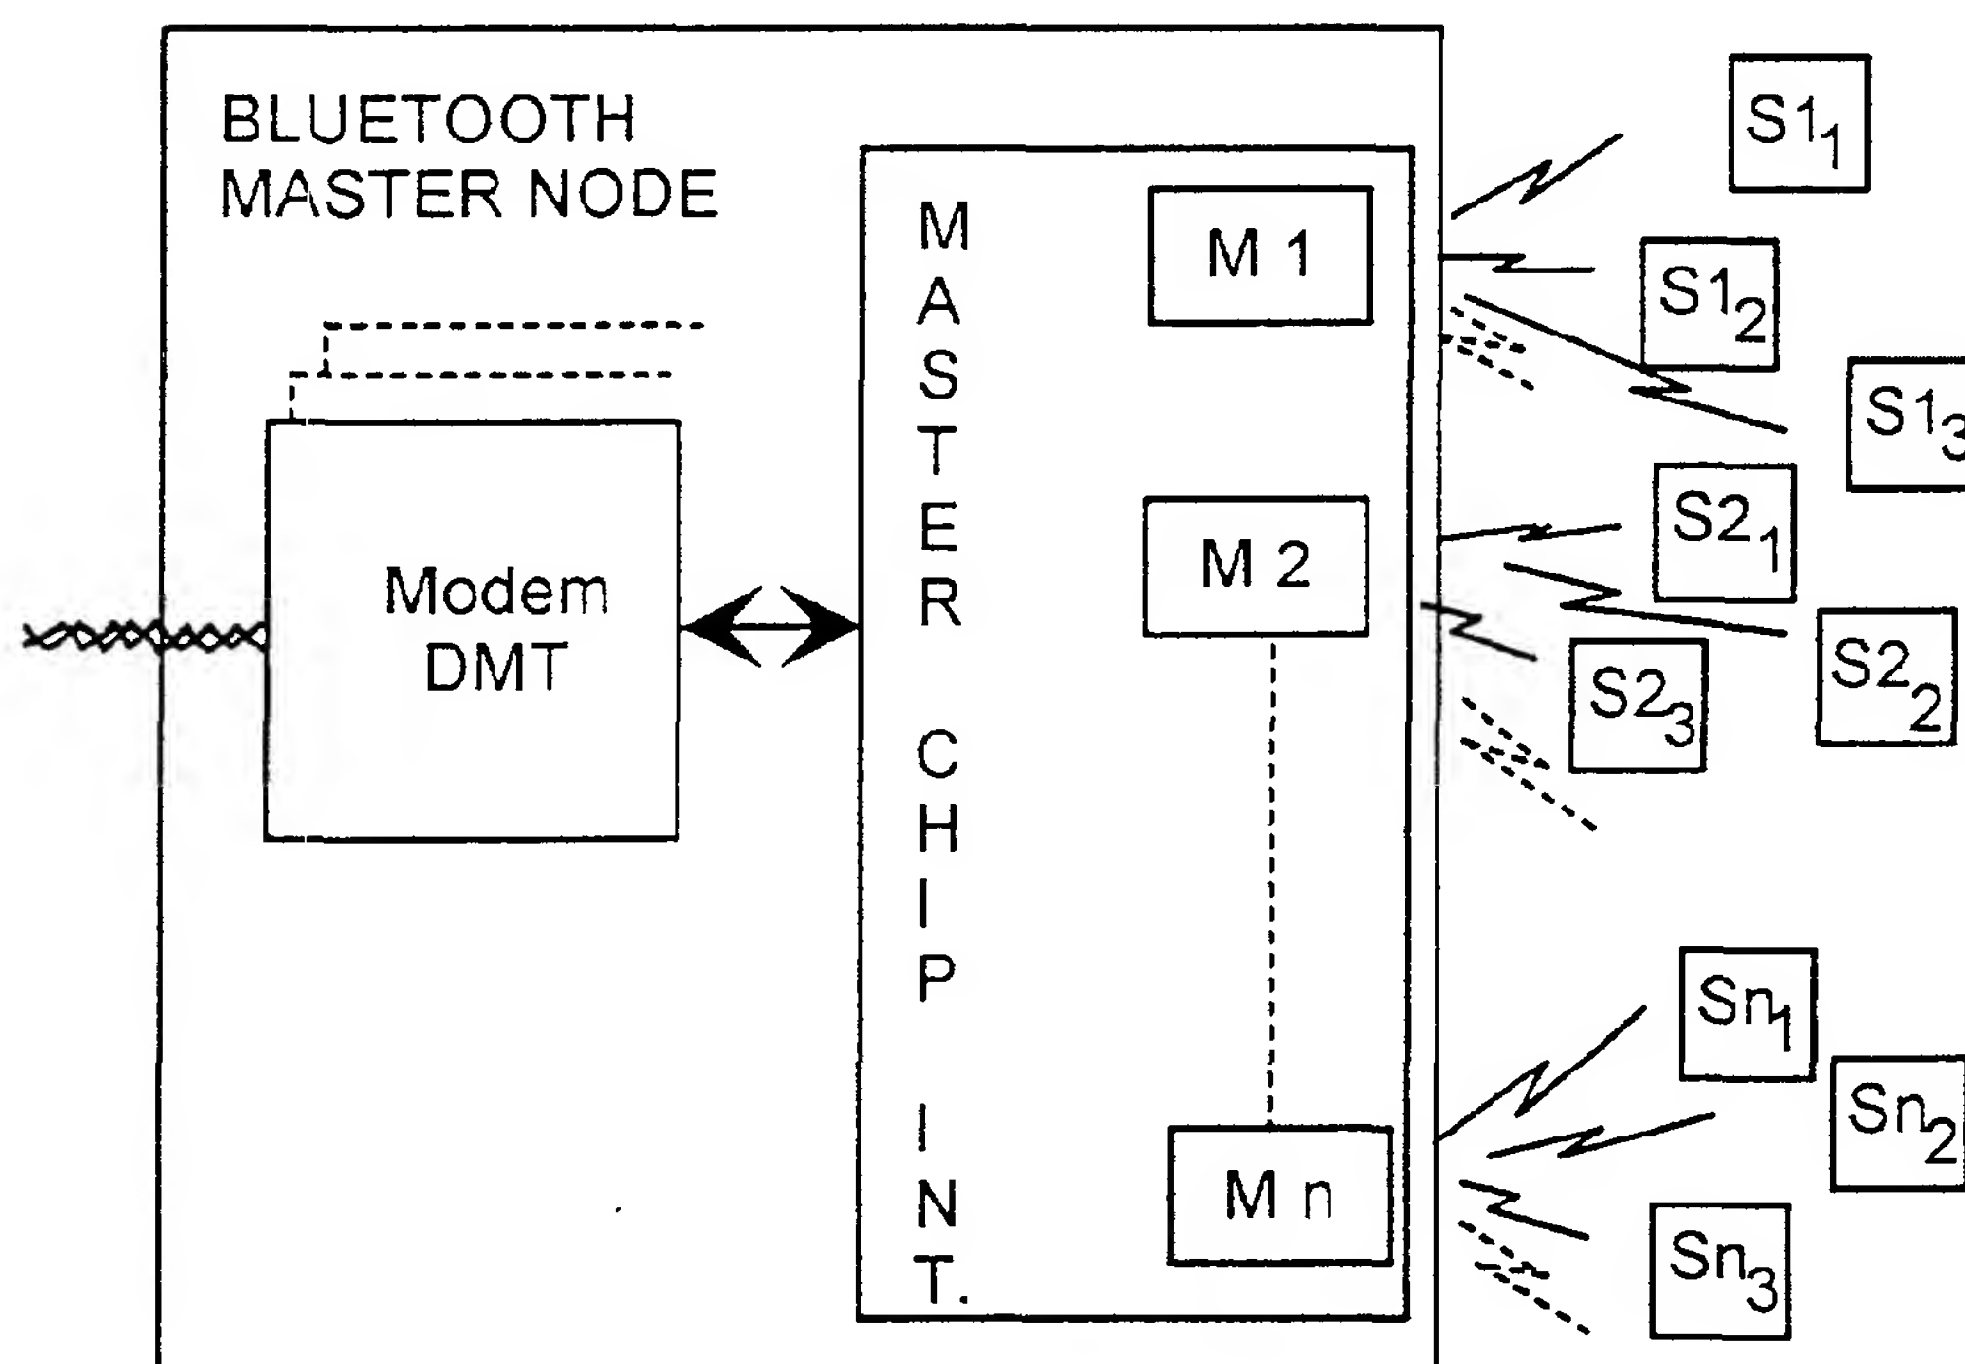 BLUETOOTH
MASTER NODE
MASTER CHIP INT.
Modem
DMT
M 1
M 2
M n
S1₁
S1₂
S1₃
S2₁
S2₂
S2₃
Sn₁
Sn₂
Sn₃